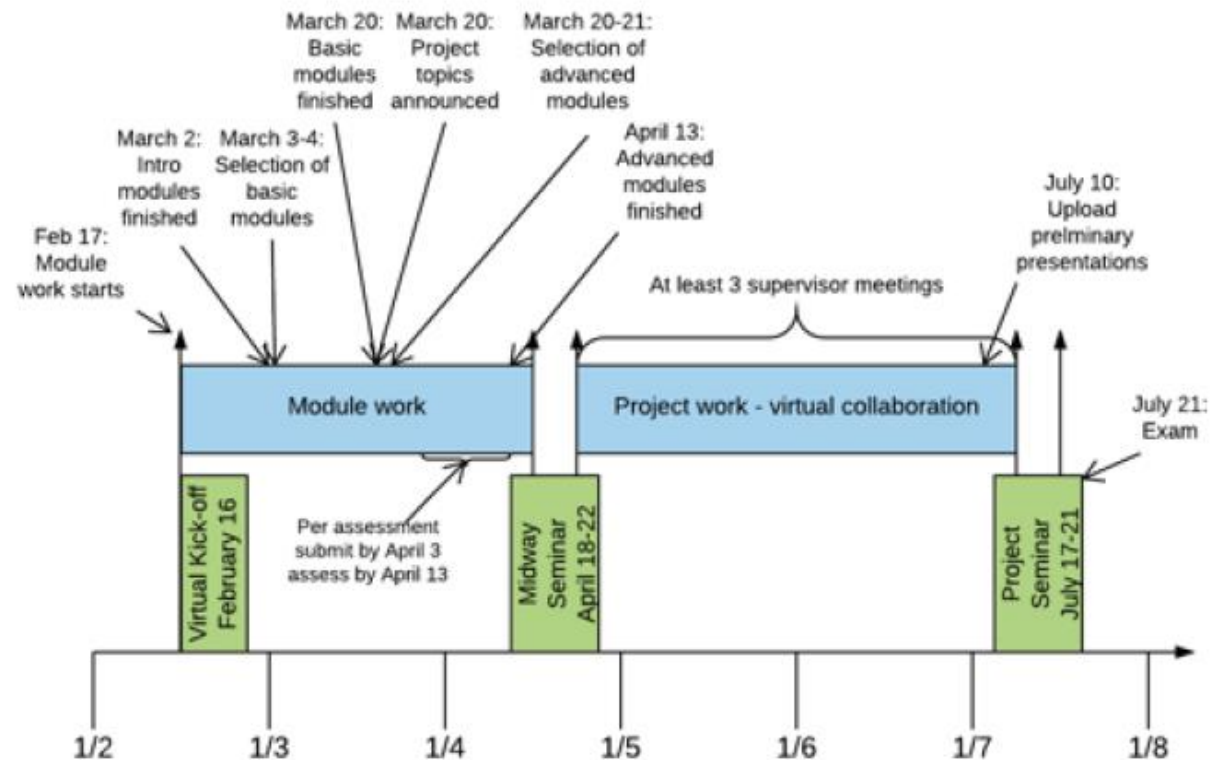 March 20:
Basic
modules
finished
March 20:
Project
topics
announced
March 20-21:
Selection of
advanced
modules
March 2:
Intro
modules
finished
March 3-4:
Selection of
basic
modules
April 13:
Advanced
modules
finished
July 10:
Upload
prelminary
presentations
Feb 17:
Module
work starts
At least 3 supervisor meetings
Module work
Project work - virtual collaboration
July 21:
Exam
Virtual Kick-off
February 16
Per assessment
submit by April 3
assess by April 13
Midway
Seminar
April 18-22
Project
Seminar
July 17-21
1/2
1/3
1/4
1/5
1/6
1/7
1/8